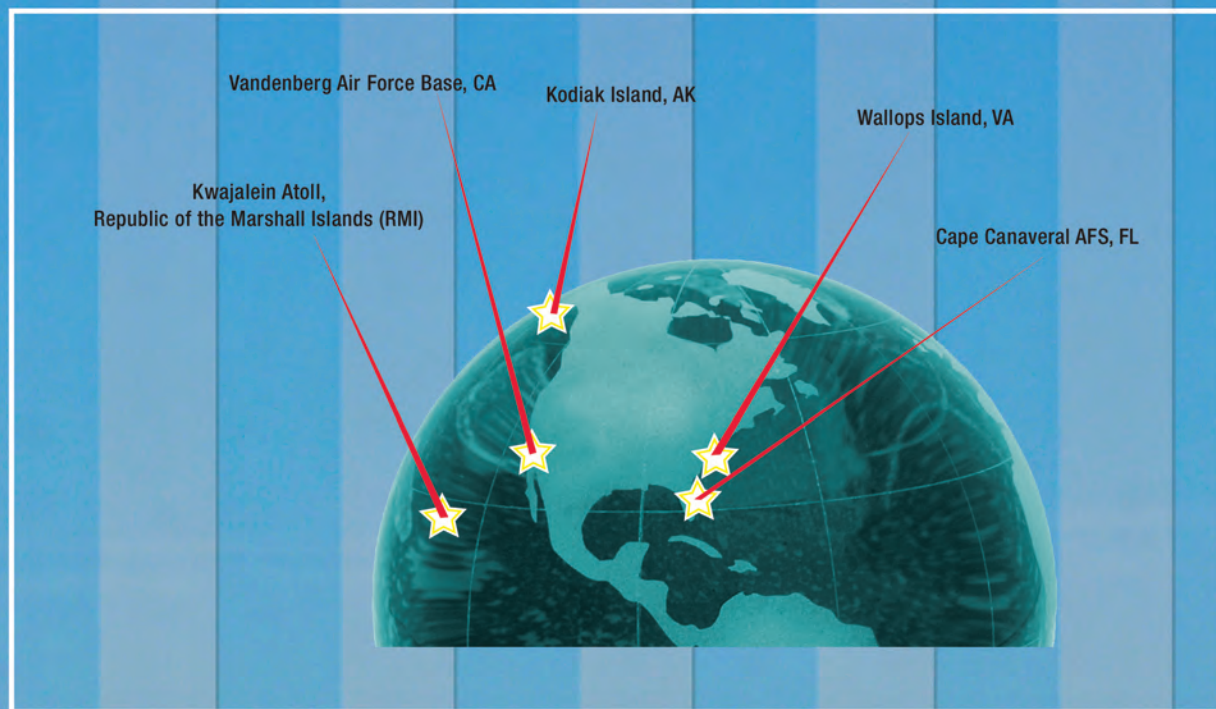 Vandenberg Air Force Base, CA
Kodiak Island, AK
Wallops Island, VA
Kwajalein Atoll,
Republic of the Marshall Islands (RMI)
Cape Canaveral AFS, FL